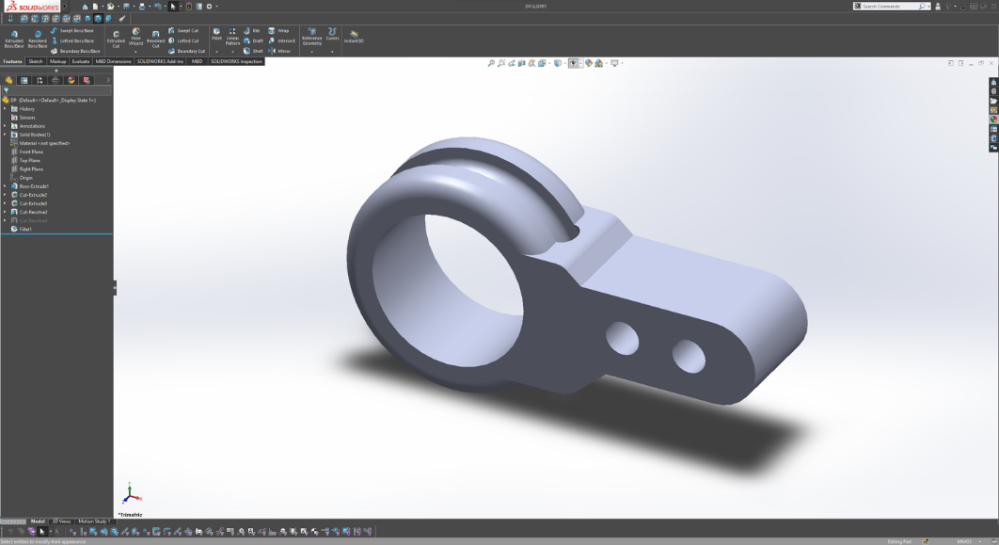 SOLIDWORKS
DP.SLDPRT
Search Commands
Extruded Boss/Base
Revolved Boss/Base
Swept Boss/Base
Lofted Boss/Base
Boundary Boss/Base
Extruded Cut
Hole Wizard
Revolved Cut
Swept Cut
Lofted Cut
Boundary Cut
Fillet
Linear Pattern
Rib
Draft
Shell
Wrap
Intersect
Mirror
Reference Geometry
Curves
Instant3D
Features
Sketch
Markup
Evaluate
MBD Dimensions
SOLIDWORKS Add-Ins
MBD
SOLIDWORKS Inspection
DP (Default<<Default>_Display State 1>)
History
Sensors
Annotations
Solid Bodies(1)
Material <not specified>
Front Plane
Top Plane
Right Plane
Origin
Boss-Extrude1
Cut-Extrude2
Cut-Extrude3
Cut-Revolve2
Fillet1
*Trimetric
Model
3D Views
Motion Study 1
Select entities to modify their appearance
Editing Part
MMGS